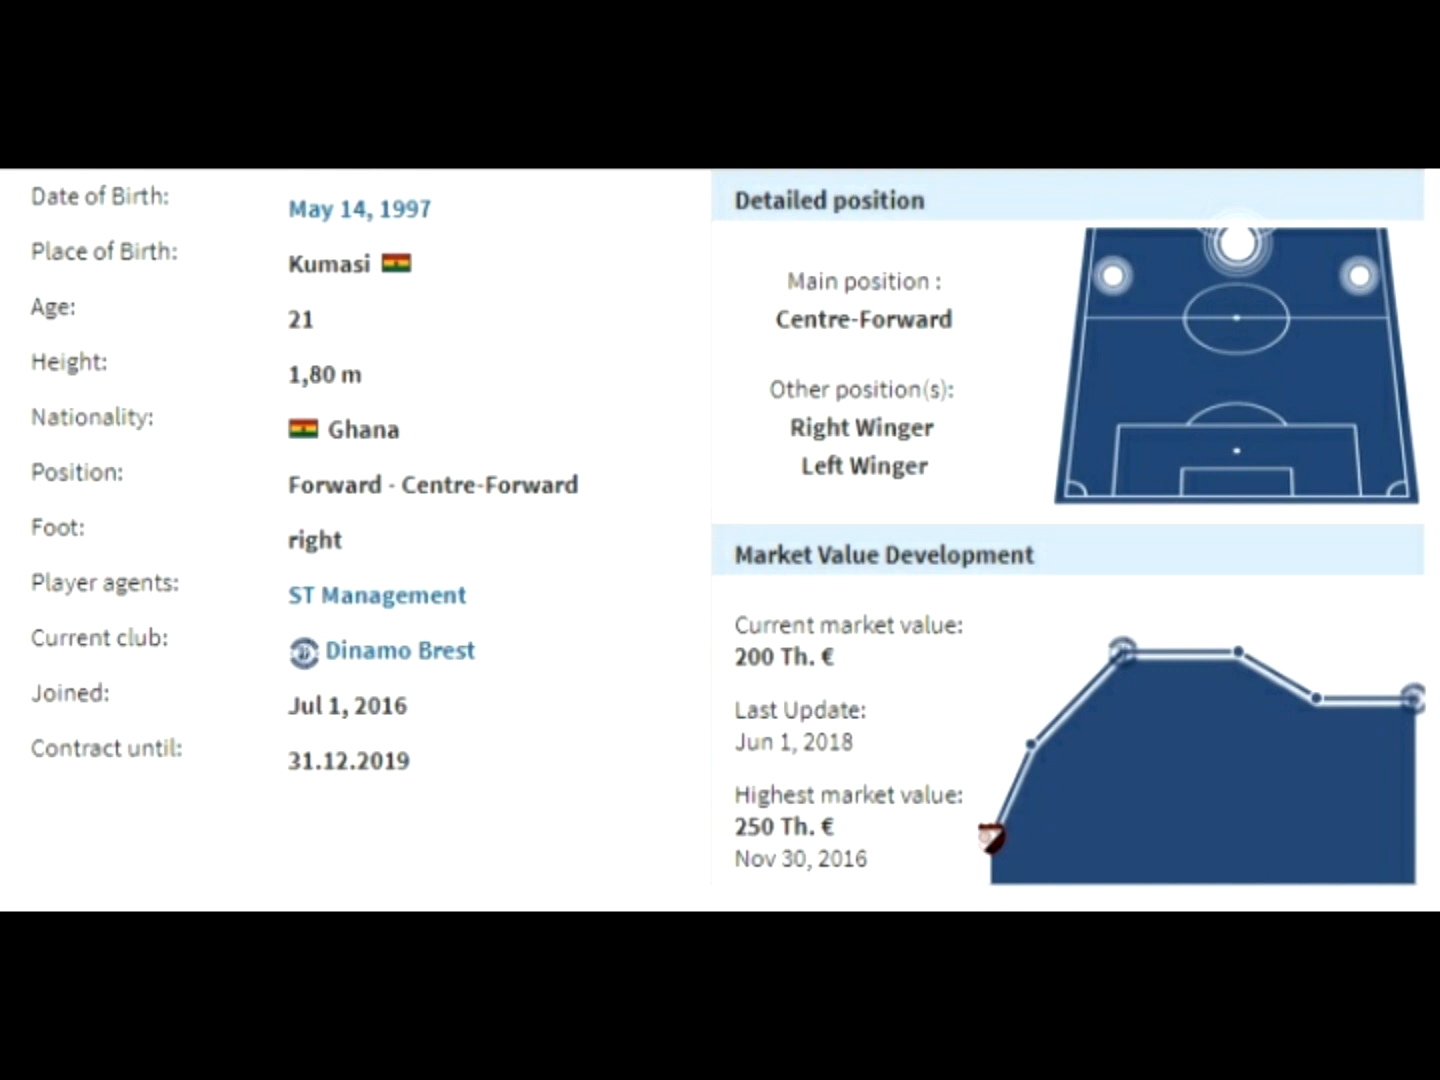 Date of Birth:
May 14, 1997
Place of Birth:
Kumasi
Age:
21
Height:
1,80 m
Nationality:
Ghana
Position:
Forward - Centre-Forward
Foot:
right
Player agents:
ST Management
Current club:
Dinamo Brest
Joined:
Jul 1, 2016
Contract until:
31.12.2019
Detailed position
Main position :
Centre-Forward
Other position(s):
Right Winger
Left Winger
Market Value Development
Current market value:
200 Th. €
Last Update:
Jun 1, 2018
Highest market value:
250 Th. €
Nov 30, 2016